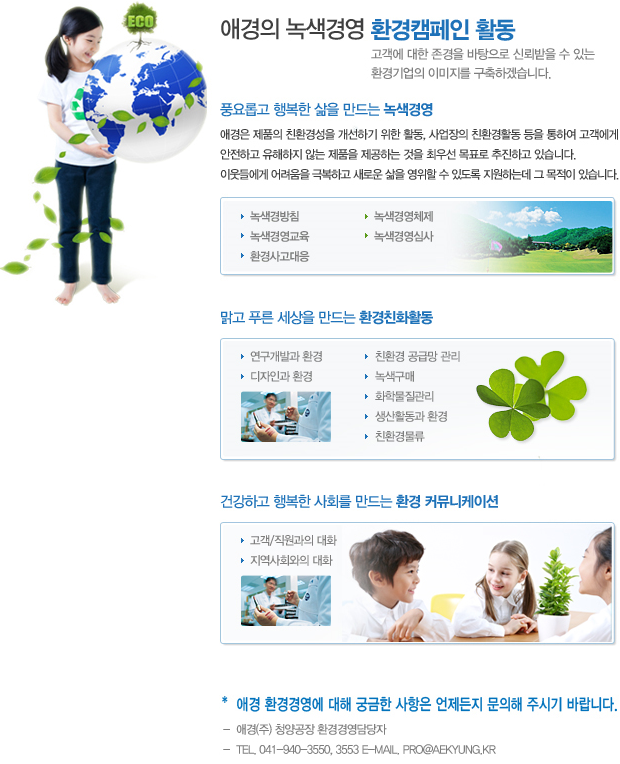 ECO
애경의 녹색경영 환경캠페인 활동
고객에 대한 존경을 바탕으로 신뢰받을 수 있는
환경기업의 이미지를 구축하겠습니다.
풍요롭고 행복한 삶을 만드는 녹색경영
애경은 제품의 친환경성을 개선하기 위한 활동, 사업장의 친환경활동 등을 통하여 고객에게
안전하고 유해하지 않는 제품을 제공하는 것을 최우선 목표로 추진하고 있습니다.
이웃들에게 어려움을 극복하고 새로운 삶을 영위할 수 있도록 지원하는데 그 목적이 있습니다.
녹색경방침 녹색경영체제
녹색경영교육 녹색경영심사
환경사고대응
맑고 푸른 세상을 만드는 환경친화활동
연구개발과 환경 친환경 공급망 관리
디자인과 환경 녹색구매
화학물질관리
생산활동과 환경
친환경물류
건강하고 행복한 사회를 만드는 환경 커뮤니케이션
고객/직원과의 대화
지역사회와의 대화
* 애경 환경경영에 대해 궁금한 사항은 언제든지 문의해 주시기 바랍니다.
- 애경(주) 청양공장 환경경영담당자
- TEL. 041-940-3550, 3553 E-MAIL. PRO@AEKYUNG.KR